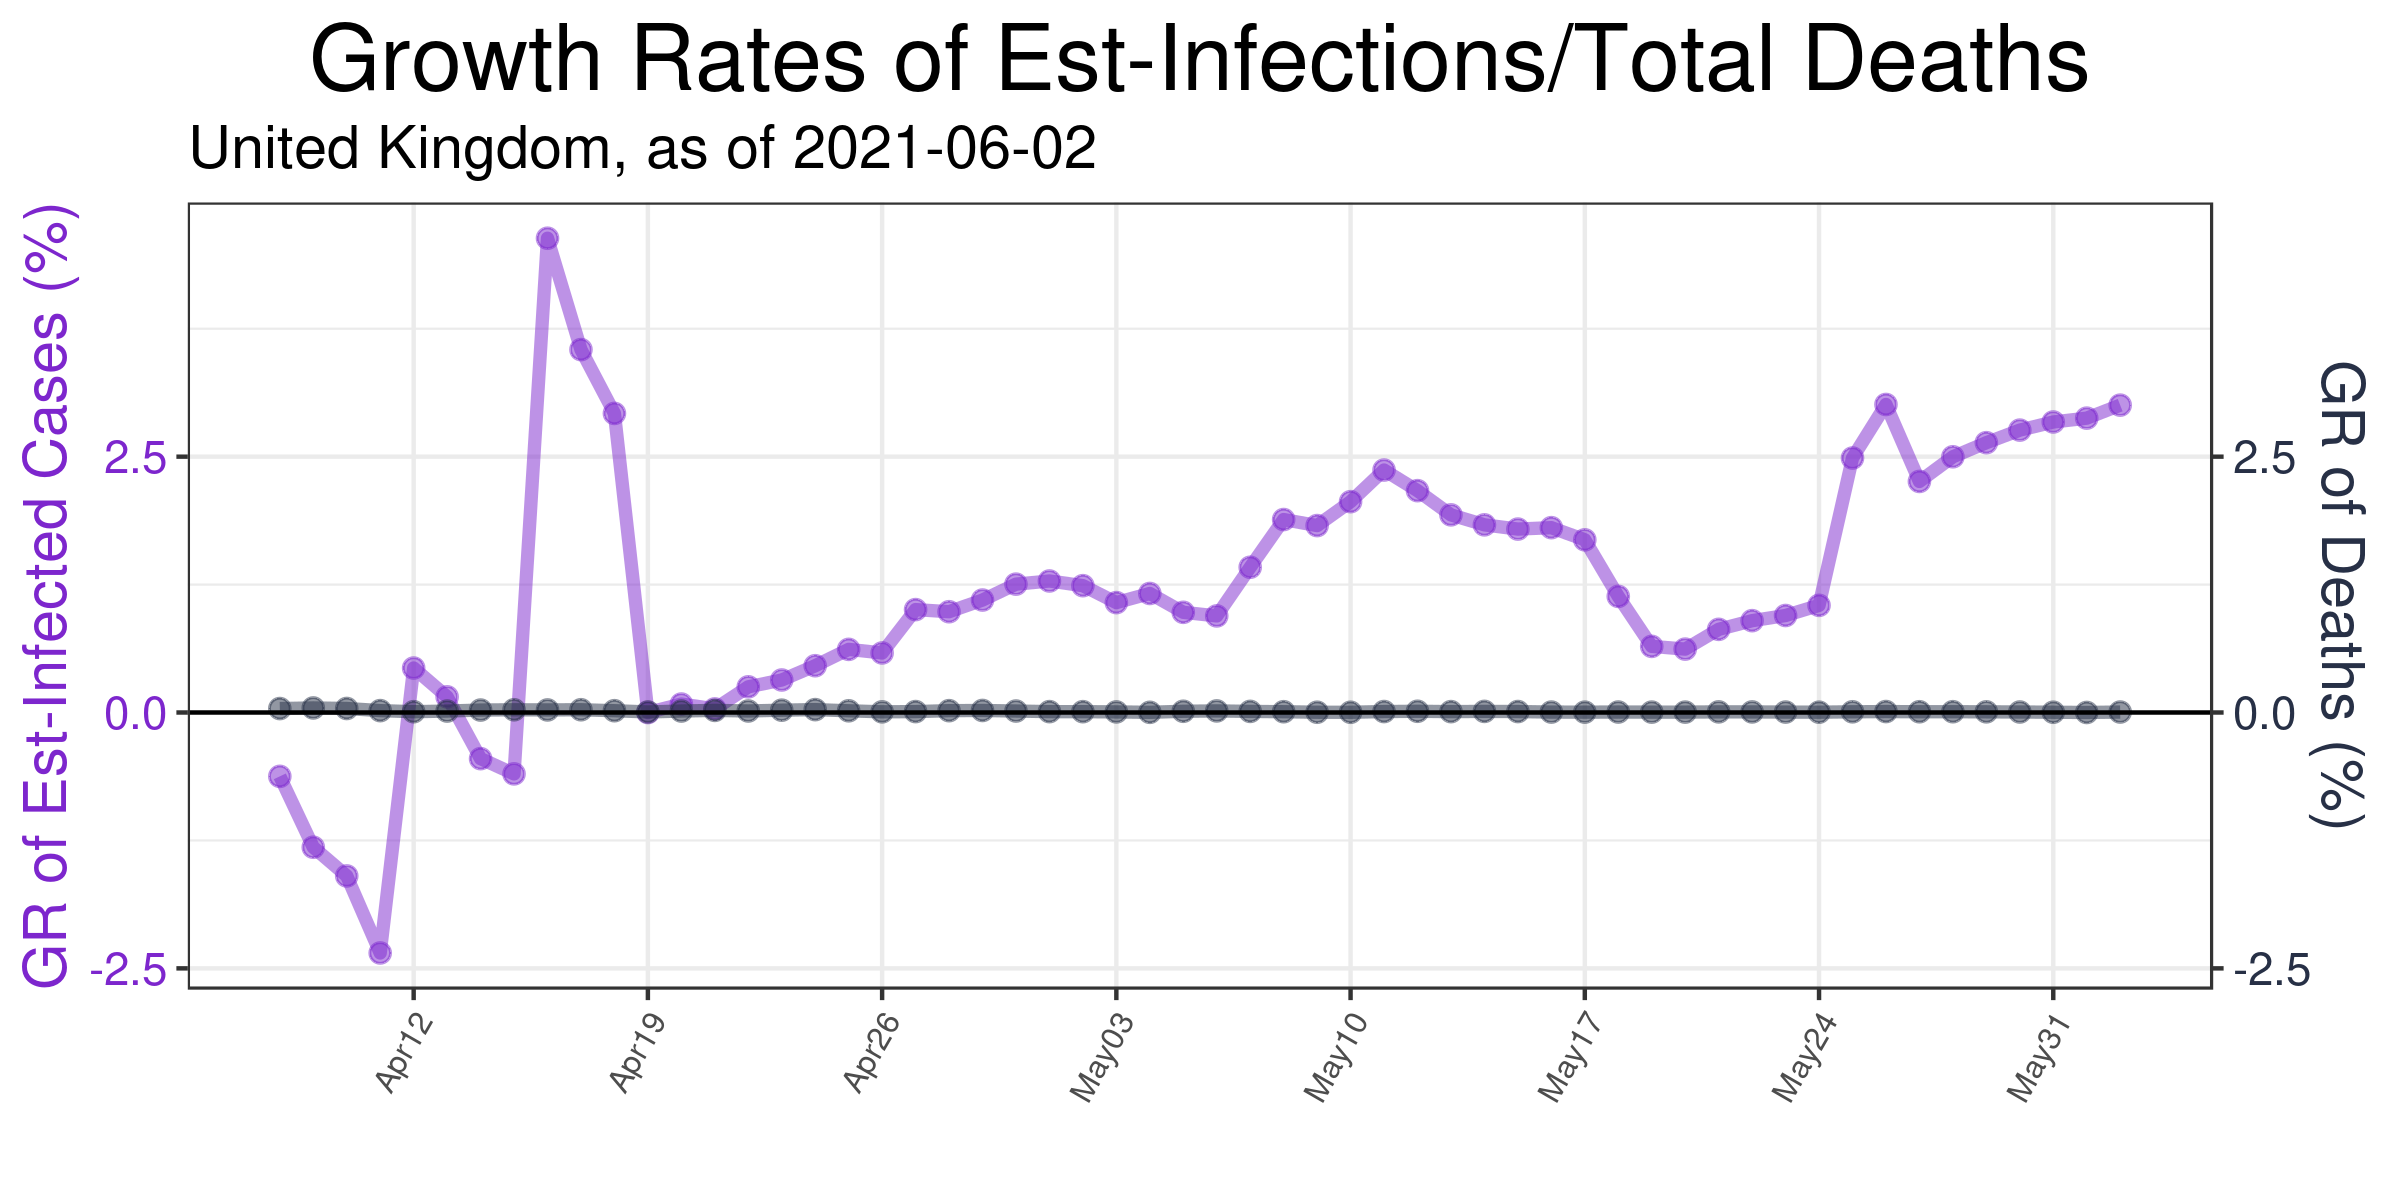 Growth Rates of Est-Infections/Total Deaths
United Kingdom, as of 2021-06-02
GR of Est-Infected Cases (%)
2.5
0.0
-2.5
GR of Deaths (%)
2.5
0.0
-2.5
Apr12
Apr19
Apr26
May03
May10
May17
May24
May31